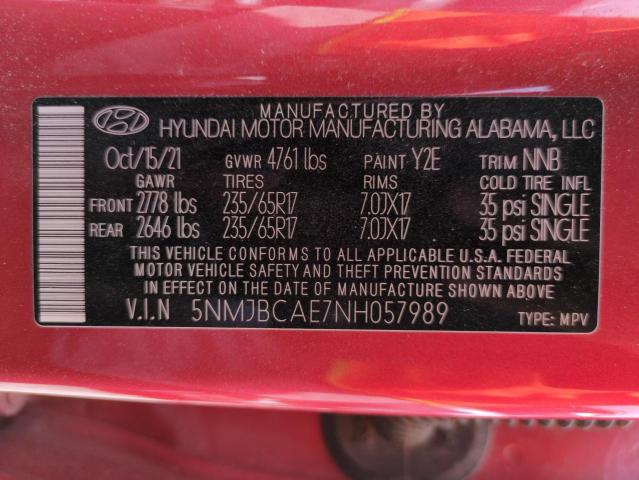 MANUFACTURED BY
HYUNDAI MOTOR MANUFACTURING ALABAMA, LLC
Oct/15/21 GVWR 4761 lbs PAINT Y2E TRIM NNB
GAWR TIRES RIMS COLD TIRE INFL
FRONT 2778 lbs 235/65R17 7.0JX17 35 psi SINGLE
REAR 2646 lbs 235/65R17 7.0JX17 35 psi SINGLE
THIS VEHICLE CONFORMS TO ALL APPLICABLE U.S.A. FEDERAL
MOTOR VEHICLE SAFETY AND THEFT PREVENTION STANDARDS
IN EFFECT ON THE DATE OF MANUFACTURE SHOWN ABOVE.
V.I.N 5NMJBCAE7NH057989 TYPE: MPV